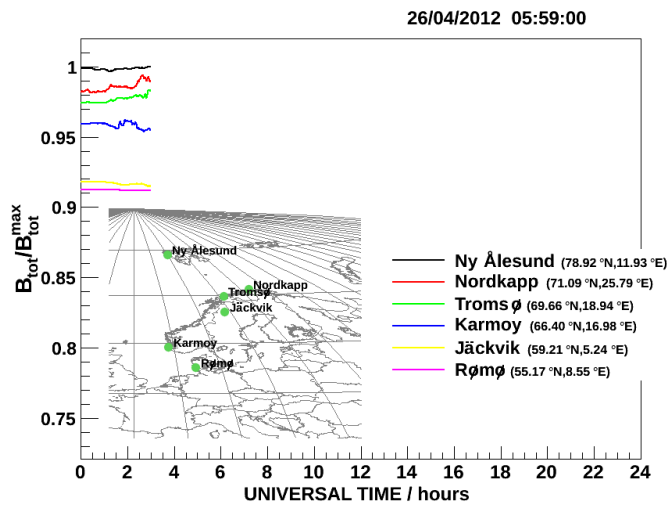 26/04/2012 05:59:00
1
0.95
0.9
0.85
0.8
0.75
B_tot/B_tot^max
Ny Ålesund
Nordkapp
Tromsø
Jäckvik
Karmoy
Rømø
Ny Ålesund (78.92 °N,11.93 °E)
Nordkapp (71.09 °N,25.79 °E)
Tromsø (69.66 °N,18.94 °E)
Karmoy (66.40 °N,16.98 °E)
Jäckvik (59.21 °N,5.24 °E)
Rømø (55.17 °N,8.55 °E)
0 2 4 6 8 10 12 14 16 18 20 22 24
UNIVERSAL TIME / hours